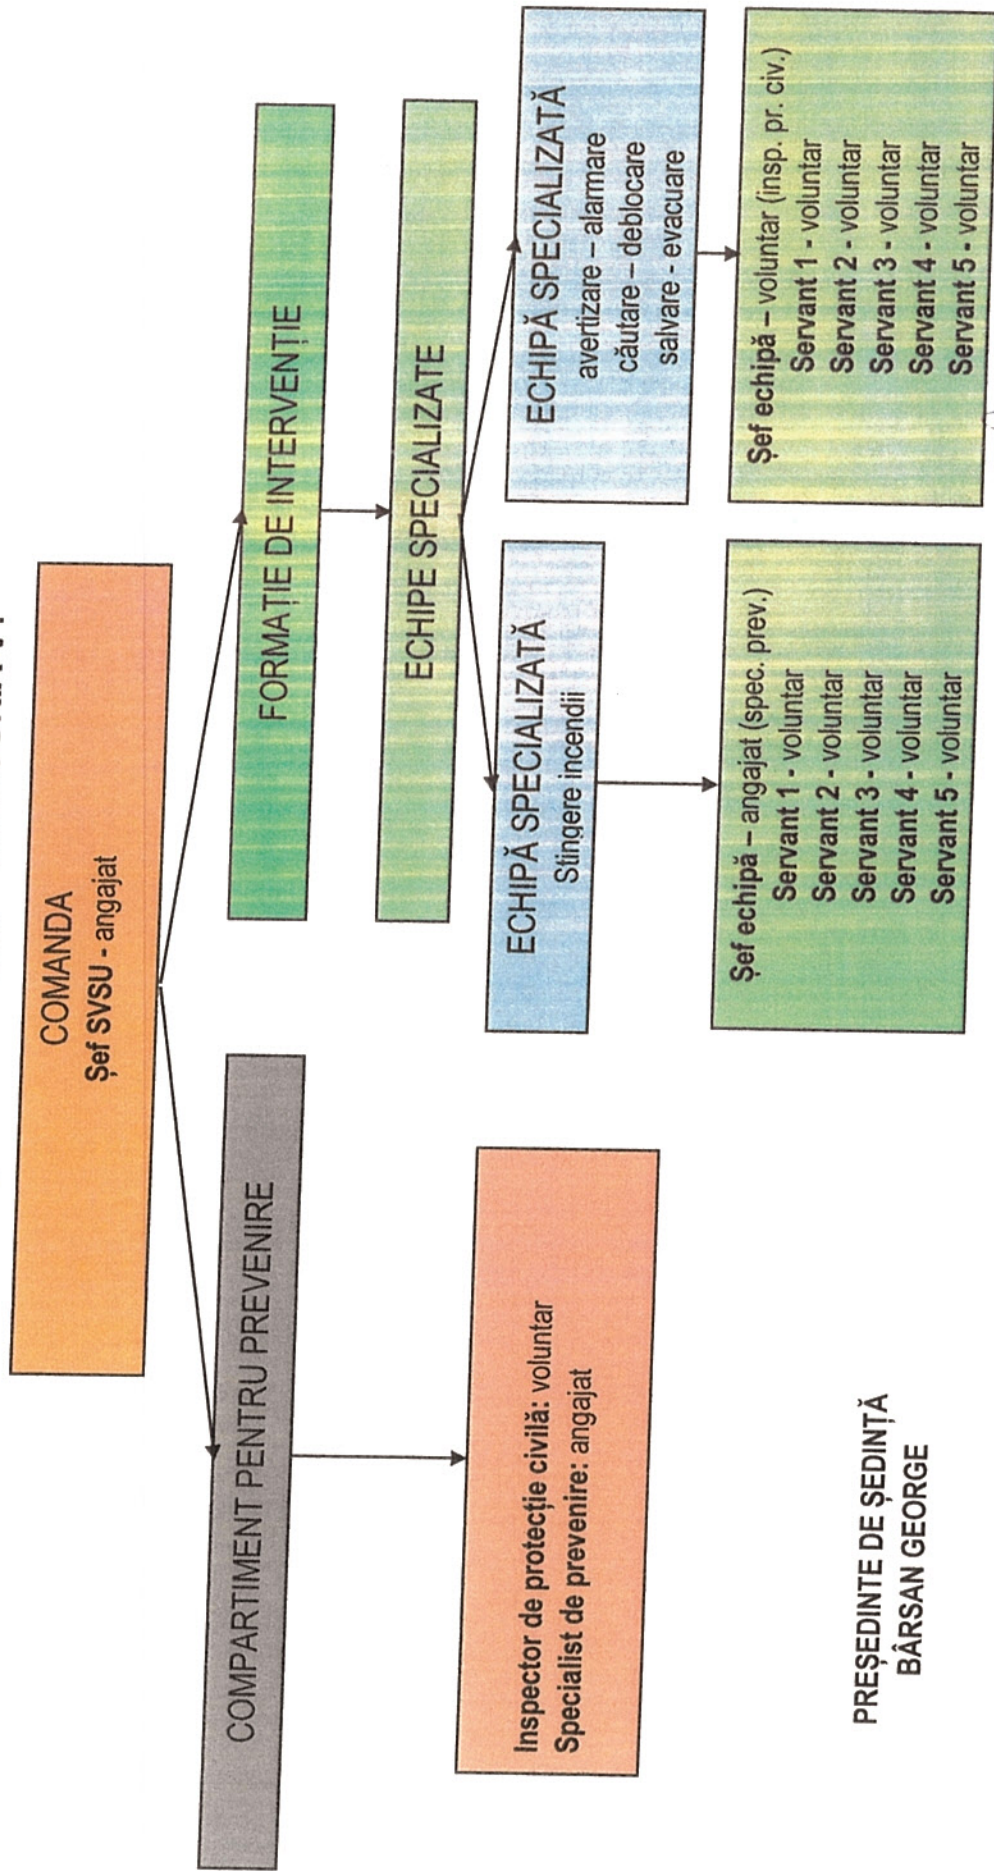 COMANDA
Șef SVSU - angajat
COMPARTIMENT PENTRU PREVENIRE
Inspector de protecție civilă: voluntar
Specialist de prevenire: angajat
FORMAȚIE DE INTERVENȚIE
ECHIPE SPECIALIZATE
ECHIPĂ SPECIALIZATĂ
Stingere incendii
Șef echipă – angajat (spec. prev.)
Servant 1 - voluntar
Servant 2 - voluntar
Servant 3 - voluntar
Servant 4 - voluntar
Servant 5 - voluntar
ECHIPĂ SPECIALIZATĂ
avertizare – alarmare
căutare – deblocare
salvare - evacuare
Șef echipă – voluntar (insp. pr. civ.)
Servant 1 - voluntar
Servant 2 - voluntar
Servant 3 - voluntar
Servant 4 - voluntar
Servant 5 - voluntar
PREȘEDINTE DE ȘEDINȚĂ
BÂRSAN GEORGE